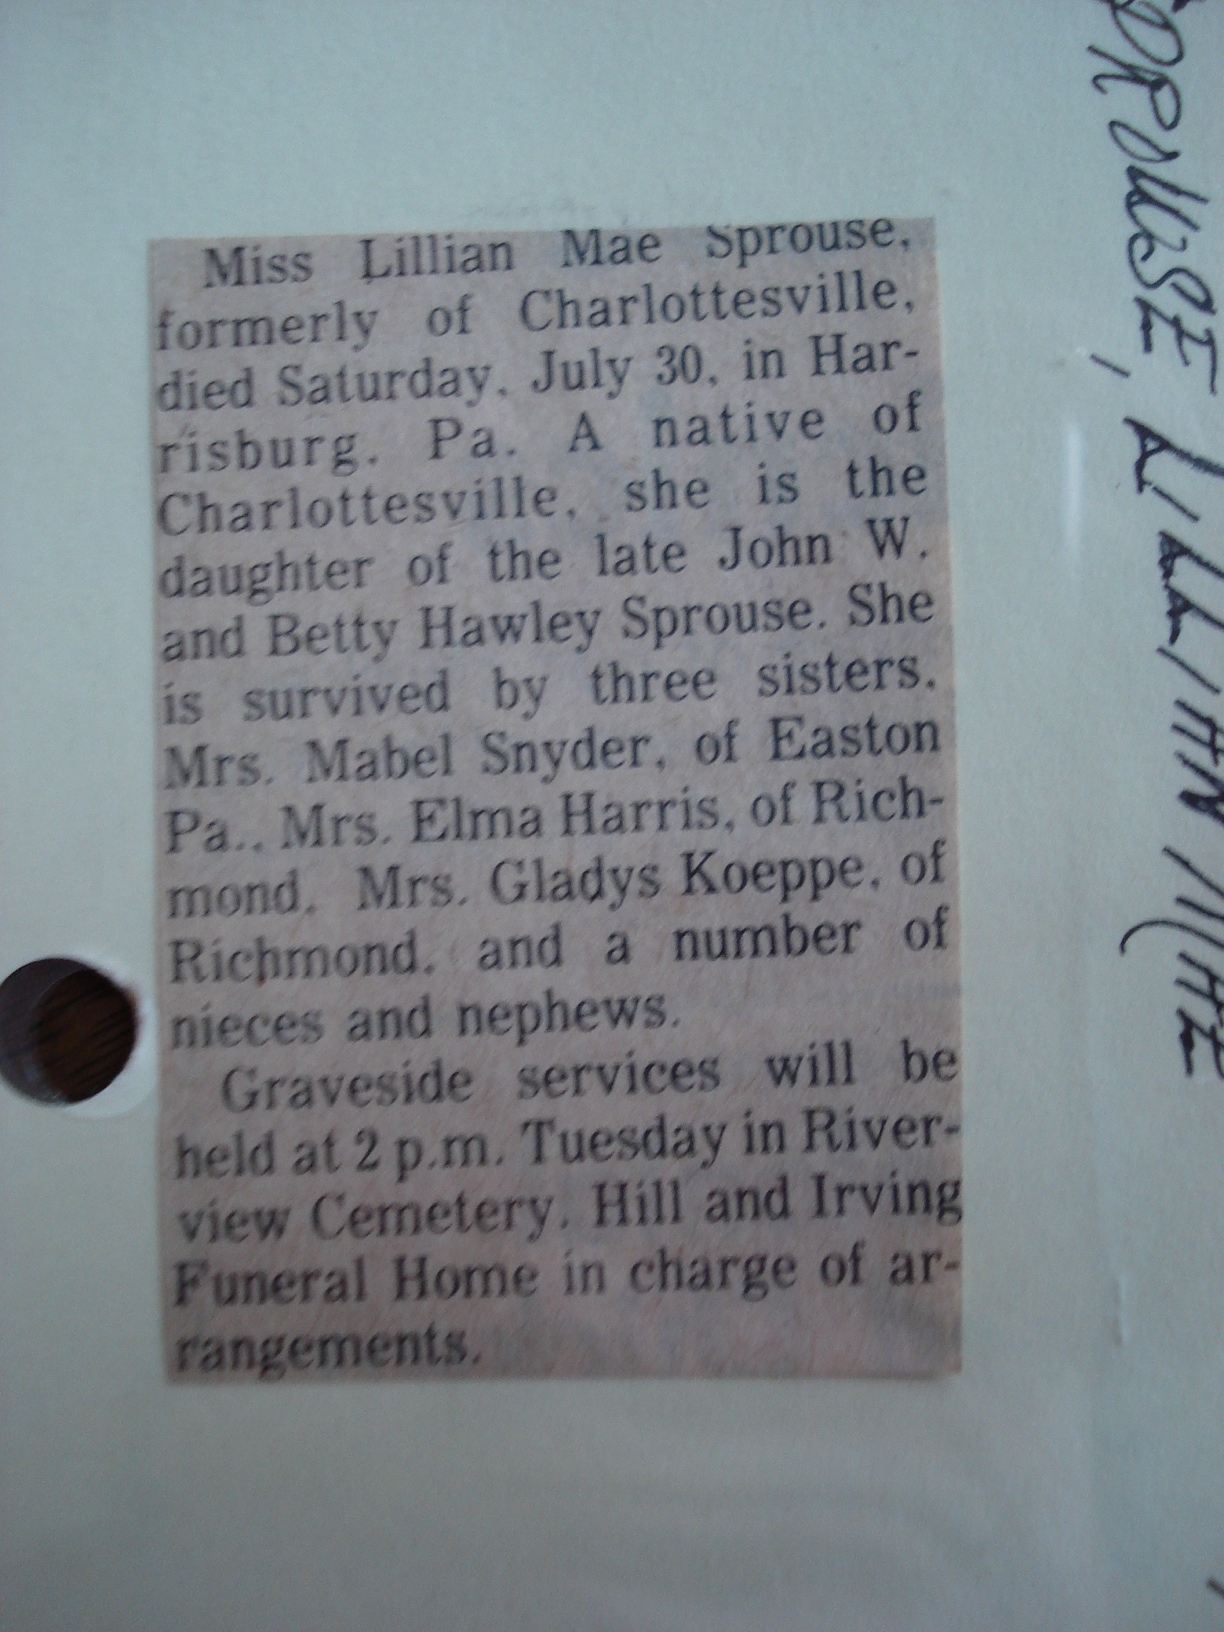 Miss Lillian Mae Sprouse,
formerly of Charlottesville,
died Saturday, July 30, in Har-
risburg, Pa. A native of
Charlottesville, she is the
daughter of the late John W.
and Betty Hawley Sprouse. She
is survived by three sisters,
Mrs. Mabel Snyder, of Easton
Pa., Mrs. Elma Harris, of Rich-
mond, Mrs. Gladys Koeppe, of
Richmond, and a number of
nieces and nephews.
Graveside services will be
held at 2 p.m. Tuesday in River-
view Cemetery. Hill and Irving
Funeral Home in charge of ar-
rangements.
SPROUSE, LILLIAN MAE